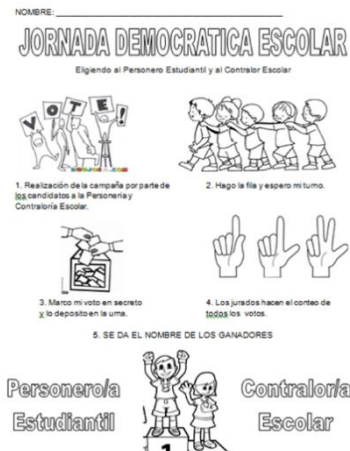 NOMBRE:
JORNADA DEMOCRATICA ESCOLAR
Eligiendo al Personero Estudiantil y al Contralor Escolar
VOTE!
1. Realización de la campaña por parte de
los candidatos a la Personería y
Contraloría Escolar.
2. Hago la fila y espero mi turno.
3. Marco mi voto en secreto
y lo deposito en la urna.
4. Los jurados hacen el conteo de
todos los votos.
5. SE DA EL NOMBRE DE LOS GANADORES
Personero/a
Estudiantil
Contralor/a
Escolar
1